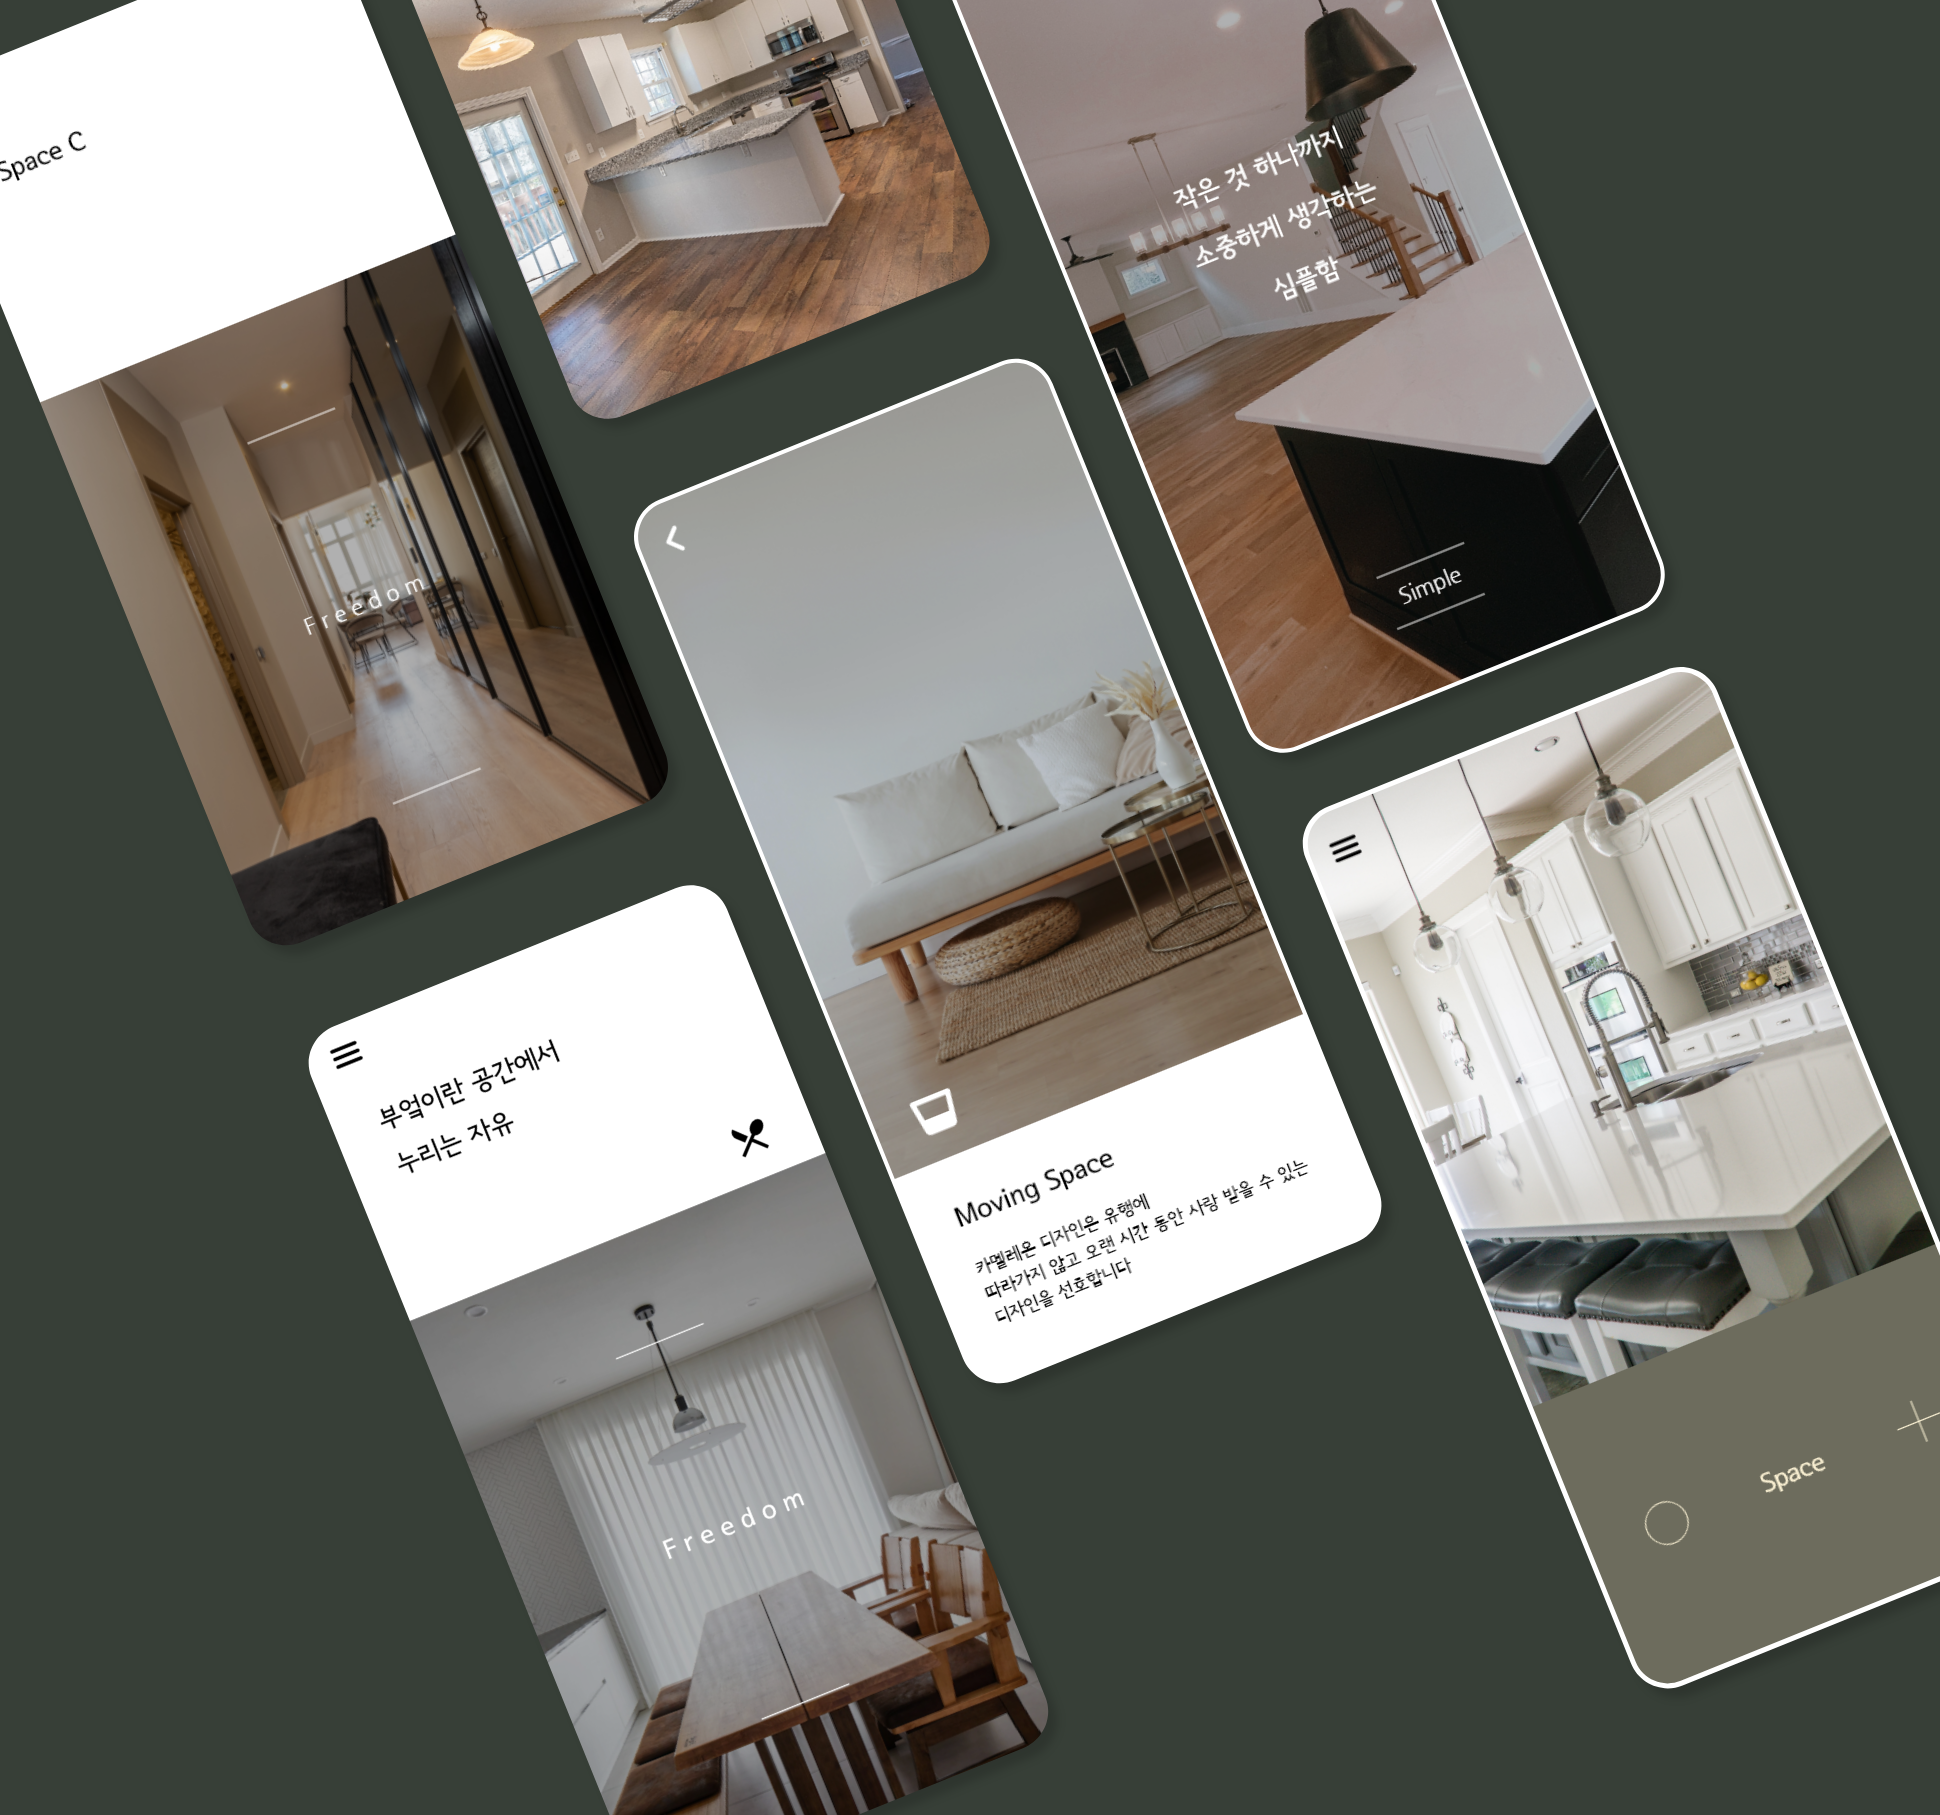 Space C
Freedom
작은 것 하나까지
소중하게 생각하는
심플함
Simple
부엌이란 공간에서
누리는 자유
Freedom
Moving Space
카멜레온 디자인은 유행에
따라가지 않고 오랜 시간 동안 사랑 받을 수 있는
디자인을 선호합니다
Space